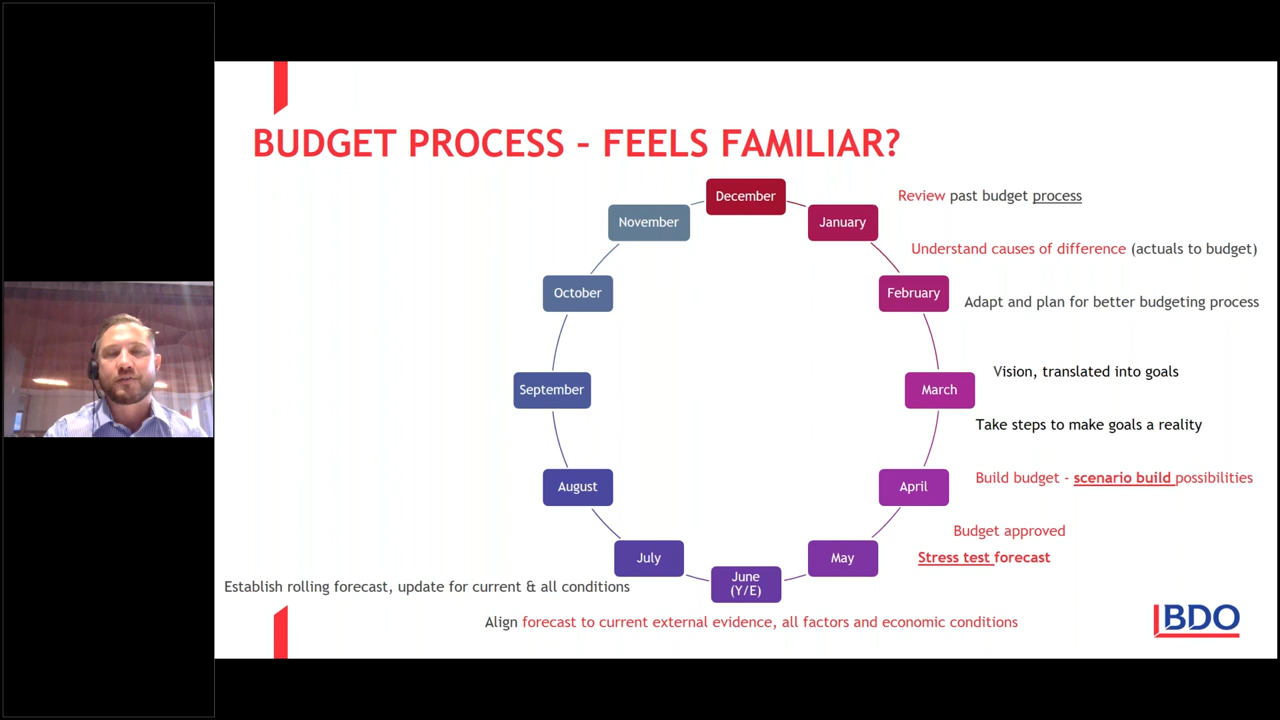 BUDGET PROCESS – FEELS FAMILIAR?
December
Review past budget process
November
January
Understand causes of difference (actuals to budget)
October
February
Adapt and plan for better budgeting process
Vision, translated into goals
September
March
Take steps to make goals a reality
August
April
Build budget - scenario build possibilities
Budget approved
July
May
Stress test forecast
June
(Y/E)
Establish rolling forecast, update for current & all conditions
Align forecast to current external evidence, all factors and economic conditions
BDO